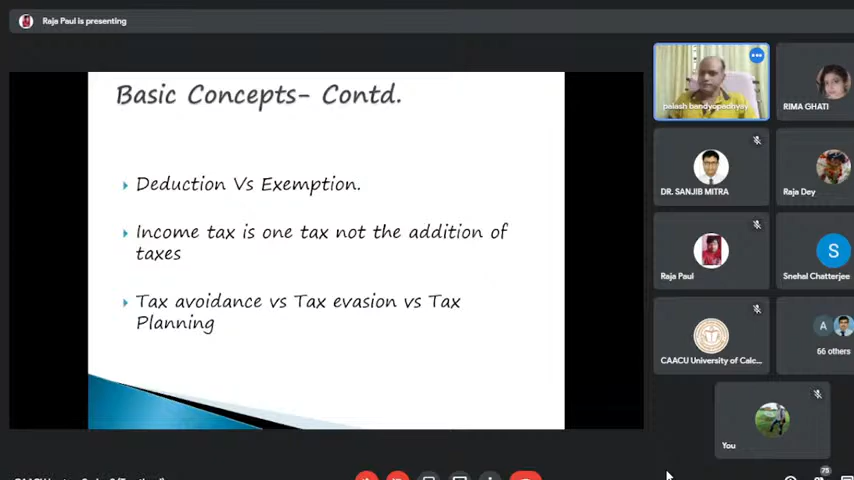 Raja Paul is presenting
Basic Concepts- Contd.
Deduction Vs Exemption.
Income tax is one tax not the addition of
taxes
Tax avoidance vs Tax evasion vs Tax
Planning
palash bandyopadhyay
RIMA GHATI
DR. SANJIB MITRA
Raja Dey
Raja Paul
S
Snehal Chatterjee
CAACU University of Calc...
A
66 others
You
75